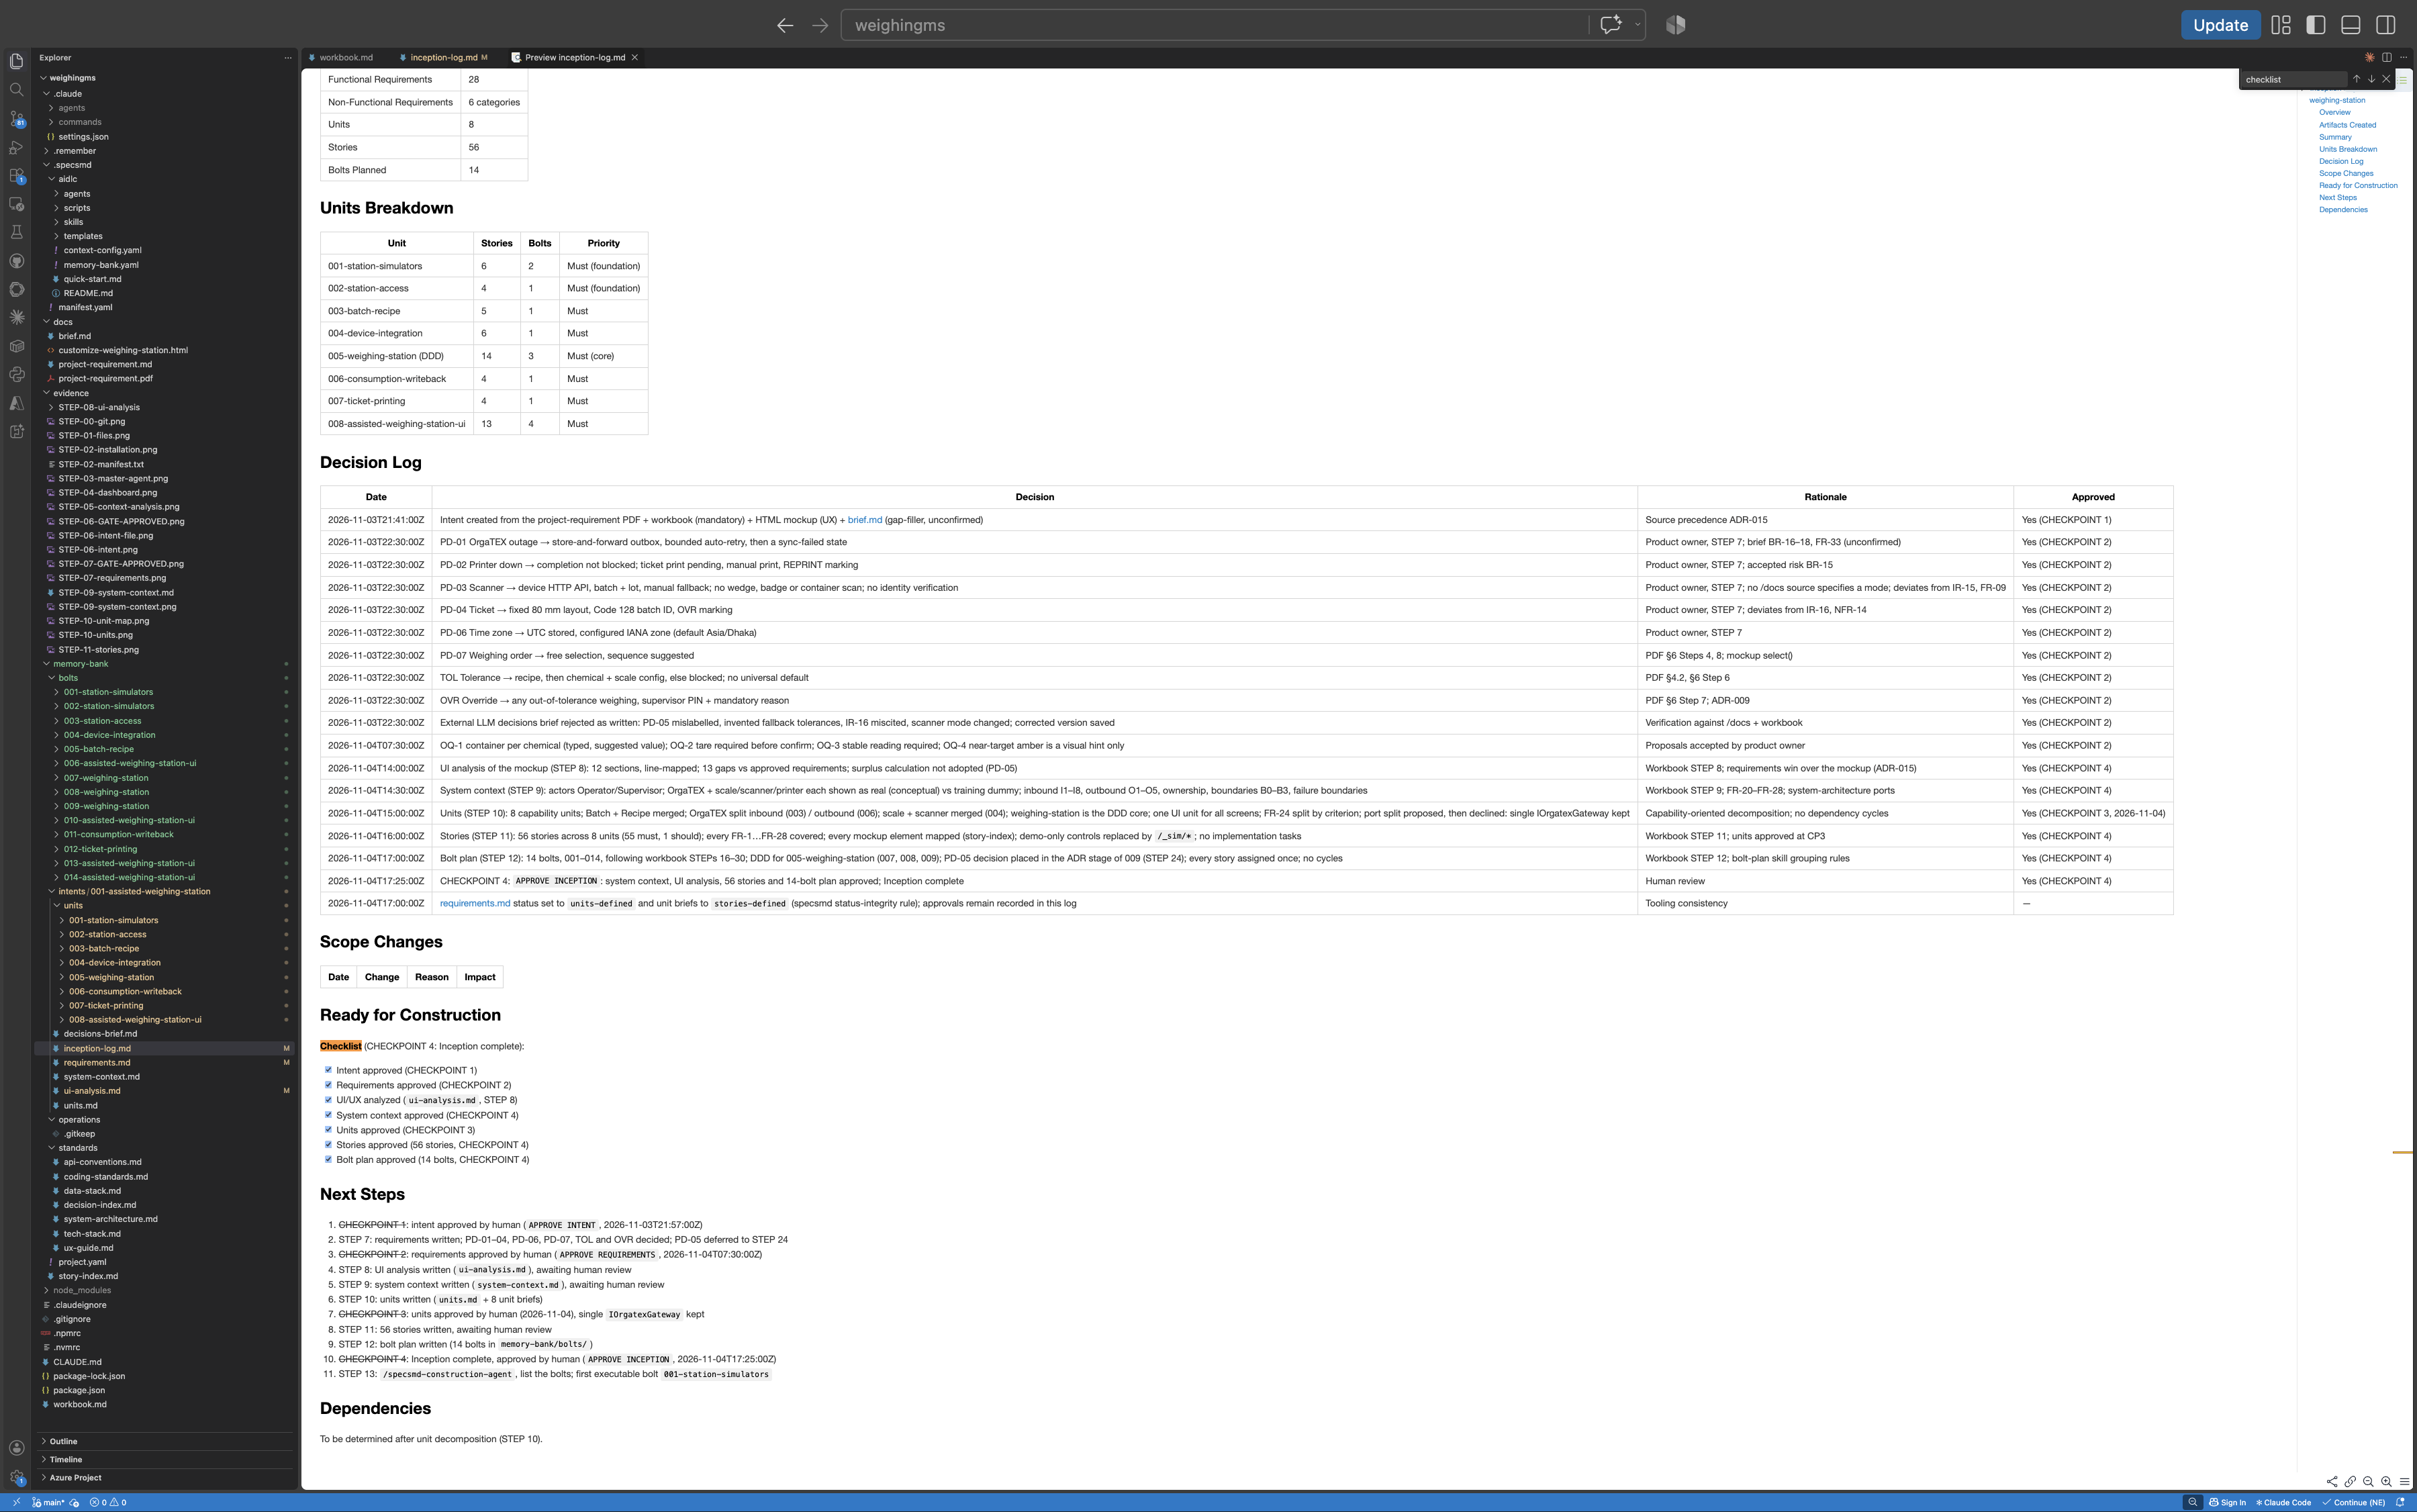 weighingms
Update
Explorer
workbook.md
inception-log.md M
Preview inception-log.md
weighingms
.claude
agents
commands
settings.json
.remember
.specsmd
aidlc
agents
scripts
skills
templates
context-config.yaml
memory-bank.yaml
quick-start.md
README.md
manifest.yaml
docs
brief.md
customize-weighing-station.html
project-requirement.md
project-requirement.pdf
evidence
STEP-08-ui-analysis
STEP-00-git.png
STEP-01-files.png
STEP-02-installation.png
STEP-02-manifest.txt
STEP-03-master-agent.png
STEP-04-dashboard.png
STEP-05-context-analysis.png
STEP-06-GATE-APPROVED.png
STEP-06-intent-file.png
STEP-06-intent.png
STEP-07-GATE-APPROVED.png
STEP-07-requirements.png
STEP-09-system-context.md
STEP-09-system-context.png
STEP-10-unit-map.png
STEP-10-units.png
STEP-11-stories.png
memory-bank
bolts
001-station-simulators
002-station-simulators
003-station-access
004-device-integration
005-batch-recipe
006-assisted-weighing-station-ui
007-weighing-station
008-weighing-station
009-weighing-station
010-assisted-weighing-station-ui
011-consumption-writeback
012-ticket-printing
013-assisted-weighing-station-ui
014-assisted-weighing-station-ui
intents / 001-assisted-weighing-station
units
001-station-simulators
002-station-access
003-batch-recipe
004-device-integration
005-weighing-station
006-consumption-writeback
007-ticket-printing
008-assisted-weighing-station-ui
decisions-brief.md
inception-log.md M
requirements.md M
system-context.md
ui-analysis.md M
units.md
operations
.gitkeep
standards
api-conventions.md
coding-standards.md
data-stack.md
decision-index.md
system-architecture.md
tech-stack.md
ux-guide.md
project.yaml
story-index.md
node_modules
.claudeignore
.gitignore
.npmrc
.nvmrc
CLAUDE.md
package-lock.json
package.json
workbook.md
Outline
Timeline
Azure Project
Functional Requirements 28
Non-Functional Requirements 6 categories
Units 8
Stories 56
Bolts Planned 14
Units Breakdown
Unit Stories Bolts Priority
001-station-simulators 6 2 Must (foundation)
002-station-access 4 1 Must (foundation)
003-batch-recipe 5 1 Must
004-device-integration 6 1 Must
005-weighing-station (DDD) 14 3 Must (core)
006-consumption-writeback 4 1 Must
007-ticket-printing 4 1 Must
008-assisted-weighing-station-ui 13 4 Must
Decision Log
Date Decision Rationale Approved
2026-11-03T21:41:00Z Intent created from the project-requirement PDF + workbook (mandatory) + HTML mockup (UX) + brief.md (gap-filler, unconfirmed) Source precedence ADR-015 Yes (CHECKPOINT 1)
2026-11-03T22:30:00Z PD-01 OrgaTEX outage → store-and-forward outbox, bounded auto-retry, then a sync-failed state Product owner, STEP 7; brief BR-16–18, FR-33 (unconfirmed) Yes (CHECKPOINT 2)
2026-11-03T22:30:00Z PD-02 Printer down → completion not blocked; ticket print pending, manual print, REPRINT marking Product owner, STEP 7; accepted risk BR-15 Yes (CHECKPOINT 2)
2026-11-03T22:30:00Z PD-03 Scanner → device HTTP API, batch + lot, manual fallback; no wedge, badge or container scan; no identity verification Product owner, STEP 7; no /docs source specifies a mode; deviates from IR-15, FR-09 Yes (CHECKPOINT 2)
2026-11-03T22:30:00Z PD-04 Ticket → fixed 80 mm layout, Code 128 batch ID, OVR marking Product owner, STEP 7; deviates from IR-16, NFR-14 Yes (CHECKPOINT 2)
2026-11-03T22:30:00Z PD-06 Time zone → UTC stored, configured IANA zone (default Asia/Dhaka) Product owner, STEP 7 Yes (CHECKPOINT 2)
2026-11-03T22:30:00Z PD-07 Weighing order → free selection, sequence suggested PDF §6 Steps 4, 8; mockup select() Yes (CHECKPOINT 2)
2026-11-03T22:30:00Z TOL Tolerance → recipe, then chemical + scale config, else blocked; no universal default PDF §4.2, §6 Step 6 Yes (CHECKPOINT 2)
2026-11-03T22:30:00Z OVR Override → any out-of-tolerance weighing, supervisor PIN + mandatory reason PDF §6 Step 7; ADR-009 Yes (CHECKPOINT 2)
2026-11-03T22:30:00Z External LLM decisions brief rejected as written: PD-05 mislabelled, invented fallback tolerances, IR-16 miscited, scanner mode changed; corrected version saved Verification against /docs + workbook Yes (CHECKPOINT 2)
2026-11-04T07:30:00Z OQ-1 container per chemical (typed, suggested value); OQ-2 tare required before confirm; OQ-3 stable reading required; OQ-4 near-target amber is a visual hint only Proposals accepted by product owner Yes (CHECKPOINT 2)
2026-11-04T14:00:00Z UI analysis of the mockup (STEP 8): 12 sections, line-mapped; 13 gaps vs approved requirements; surplus calculation not adopted (PD-05) Workbook STEP 8; requirements win over the mockup (ADR-015) Yes (CHECKPOINT 4)
2026-11-04T14:30:00Z System context (STEP 9): actors Operator/Supervisor; OrgaTEX + scale/scanner/printer each shown as real (conceptual) vs training dummy; inbound I1–I8, outbound O1–O5, ownership, boundaries B0–B3, failure boundaries Workbook STEP 9; FR-20–FR-28; system-architecture ports Yes (CHECKPOINT 4)
2026-11-04T15:00:00Z Units (STEP 10): 8 capability units; Batch + Recipe merged; OrgaTEX split inbound (003) / outbound (006); scale + scanner merged (004); weighing-station is the DDD core; one UI unit for all screens; FR-24 split by criterion; port split proposed, then declined: single IOrgatexGateway kept Capability-oriented decomposition; no dependency cycles Yes (CHECKPOINT 3, 2026-11-04)
2026-11-04T16:00:00Z Stories (STEP 11): 56 stories across 8 units (55 must, 1 should); every FR-1…FR-28 covered; every mockup element mapped (story-index); demo-only controls replaced by /_sim/*; no implementation tasks Workbook STEP 11; units approved at CP3 Yes (CHECKPOINT 4)
2026-11-04T17:00:00Z Bolt plan (STEP 12): 14 bolts, 001–014, following workbook STEPs 16–30; DDD for 005-weighing-station (007, 008, 009); PD-05 decision placed in the ADR stage of 009 (STEP 24); every story assigned once; no cycles Workbook STEP 12; bolt-plan skill grouping rules Yes (CHECKPOINT 4)
2026-11-04T17:25:00Z CHECKPOINT 4: APPROVE INCEPTION : system context, UI analysis, 56 stories and 14-bolt plan approved; Inception complete Human review Yes (CHECKPOINT 4)
2026-11-04T17:00:00Z requirements.md status set to units-defined and unit briefs to stories-defined (specsmd status-integrity rule); approvals remain recorded in this log Tooling consistency —
Scope Changes
Date Change Reason Impact
Ready for Construction
Checklist (CHECKPOINT 4: Inception complete):
Intent approved (CHECKPOINT 1)
Requirements approved (CHECKPOINT 2)
UI/UX analyzed ( ui-analysis.md , STEP 8)
System context approved (CHECKPOINT 4)
Units approved (CHECKPOINT 3)
Stories approved (56 stories, CHECKPOINT 4)
Bolt plan approved (14 bolts, CHECKPOINT 4)
Next Steps
1. CHECKPOINT 1: intent approved by human ( APPROVE INTENT , 2026-11-03T21:57:00Z)
2. STEP 7: requirements written; PD-01–04, PD-06, PD-07, TOL and OVR decided; PD-05 deferred to STEP 24
3. CHECKPOINT 2: requirements approved by human ( APPROVE REQUIREMENTS , 2026-11-04T07:30:00Z)
4. STEP 8: UI analysis written ( ui-analysis.md ), awaiting human review
5. STEP 9: system context written ( system-context.md ), awaiting human review
6. STEP 10: units written ( units.md + 8 unit briefs)
7. CHECKPOINT 3: units approved by human (2026-11-04), single IOrgatexGateway kept
8. STEP 11: 56 stories written, awaiting human review
9. STEP 12: bolt plan written (14 bolts in memory-bank/bolts/ )
10. CHECKPOINT 4: Inception complete, approved by human ( APPROVE INCEPTION , 2026-11-04T17:25:00Z)
11. STEP 13: /specsmd-construction-agent , list the bolts; first executable bolt 001-station-simulators
Dependencies
To be determined after unit decomposition (STEP 10).
checklist
weighing-station
Overview
Artifacts Created
Summary
Units Breakdown
Decision Log
Scope Changes
Ready for Construction
Next Steps
Dependencies
81
1
1
main*
0 0
Sign In
Claude Code
Continue (NE)